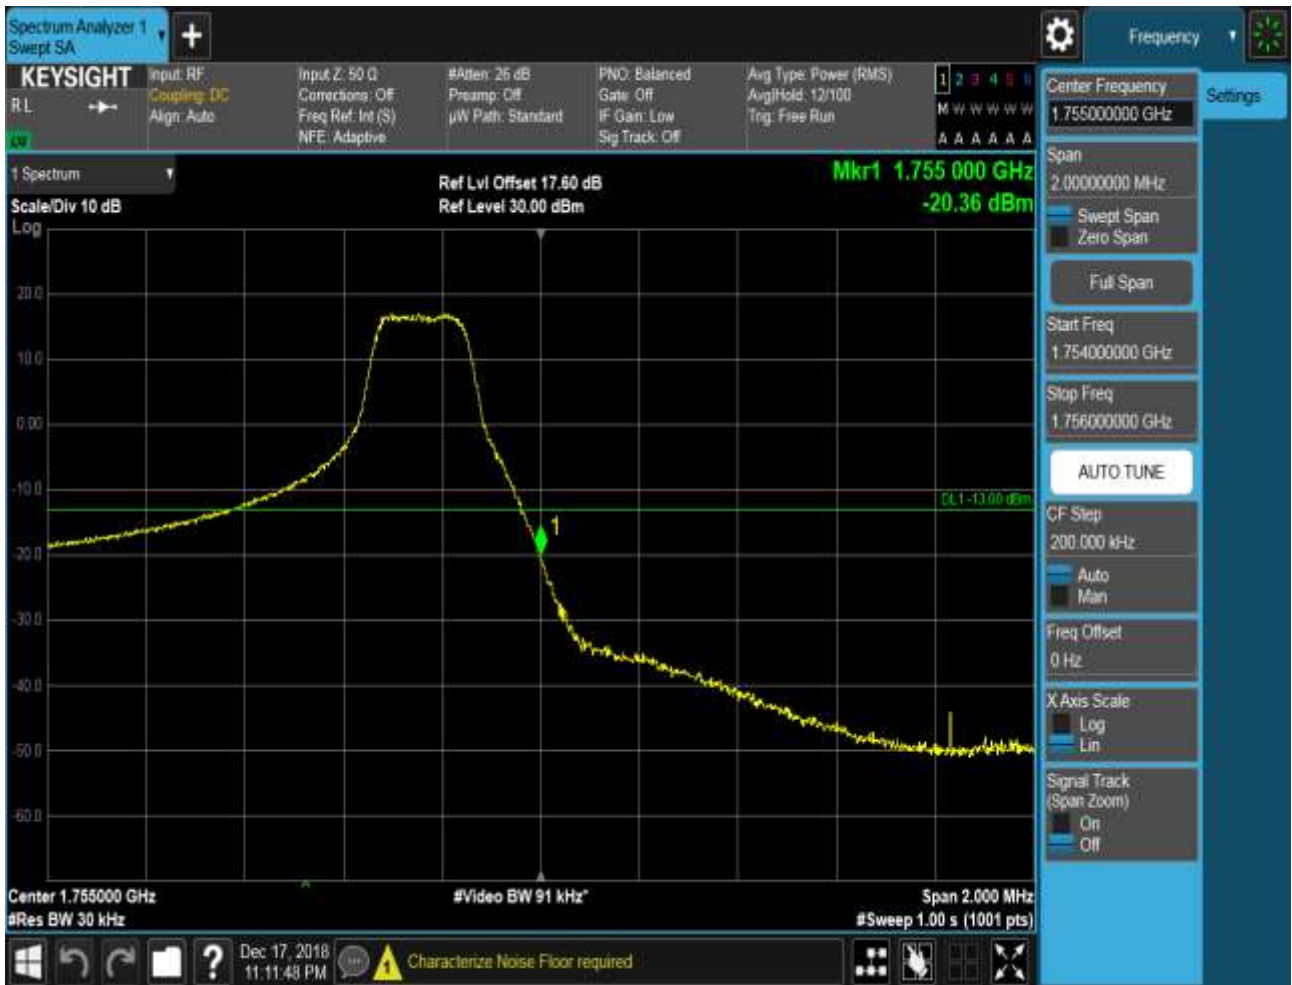 Spectrum Analyzer 1
Swept SA
Frequency
KEYSIGHT
R L
Input: RF
Coupling: DC
Align: Auto
Input Z: 50 Ω
Corrections: Off
Freq Ref: Int (S)
NFE: Adaptive
#Atten: 26 dB
Preamp: Off
µW Path: Standard
PNO: Balanced
Gate: Off
IF Gain: Low
Sig Track: Off
Avg Type: Power (RMS)
Avg|Hold: 12/100
Trig: Free Run
1 2 3 4 5 6
M W W W W W
A A A A A A
1 Spectrum
Scale/Div 10 dB
Log
Ref Lvl Offset 17.60 dB
Ref Level 30.00 dBm
Mkr1 1.755 000 GHz
-20.36 dBm
20.0
10.0
0.00
-10.0
-20.0
-30.0
-40.0
-50.0
-60.0
DL1 -13.00 dBm
1
Center 1.755000 GHz
#Res BW 30 kHz
#Video BW 91 kHz*
Span 2.000 MHz
#Sweep 1.00 s (1001 pts)
Center Frequency
1.755000000 GHz
Settings
Span
2.00000000 MHz
Swept Span
Zero Span
Full Span
Start Freq
1.754000000 GHz
Stop Freq
1.756000000 GHz
AUTO TUNE
CF Step
200.000 kHz
Auto
Man
Freq Offset
0 Hz
X Axis Scale
Log
Lin
Signal Track
(Span Zoom)
On
Off
?
Dec 17, 2018
11:11:48 PM
Characterize Noise Floor required